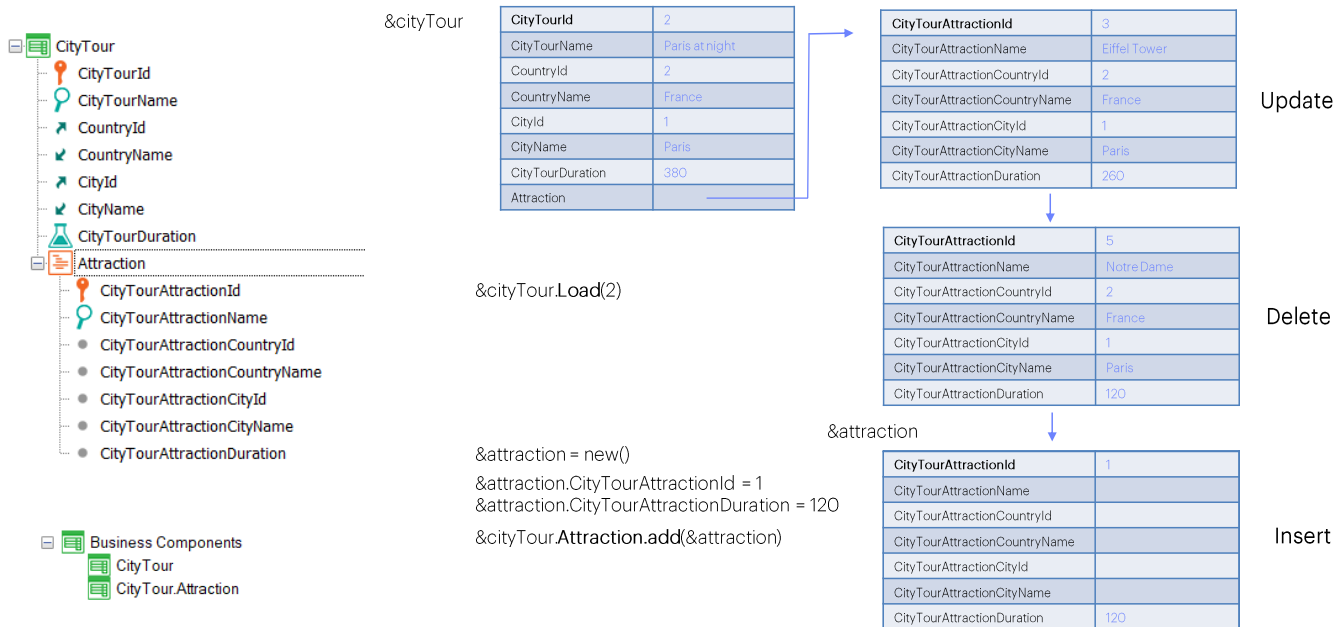 CityTour
CityTourId
CityTourName
CountryId
CountryName
CityId
CityName
CityTourDuration
Attraction
CityTourAttractionId
CityTourAttractionName
CityTourAttractionCountryId
CityTourAttractionCountryName
CityTourAttractionCityId
CityTourAttractionCityName
CityTourAttractionDuration
Business Components
CityTour
CityTour.Attraction
&cityTour
CityTourId 2
CityTourName Paris at night
CountryId 2
CountryName France
CityId 1
CityName Paris
CityTourDuration 380
Attraction
&cityTour.Load(2)
&attraction = new()
&attraction.CityTourAttractionId = 1
&attraction.CityTourAttractionDuration = 120
&cityTour.Attraction.add(&attraction)
CityTourAttractionId 3
CityTourAttractionName Eiffel Tower
CityTourAttractionCountryId 2
CityTourAttractionCountryName France
CityTourAttractionCityId 1
CityTourAttractionCityName Paris
CityTourAttractionDuration 260
Update
CityTourAttractionId 5
CityTourAttractionName Notre Dame
CityTourAttractionCountryId 2
CityTourAttractionCountryName France
CityTourAttractionCityId 1
CityTourAttractionCityName Paris
CityTourAttractionDuration 120
Delete
&attraction
CityTourAttractionId 1
CityTourAttractionName
CityTourAttractionCountryId
CityTourAttractionCountryName
CityTourAttractionCityId
CityTourAttractionCityName
CityTourAttractionDuration 120
Insert